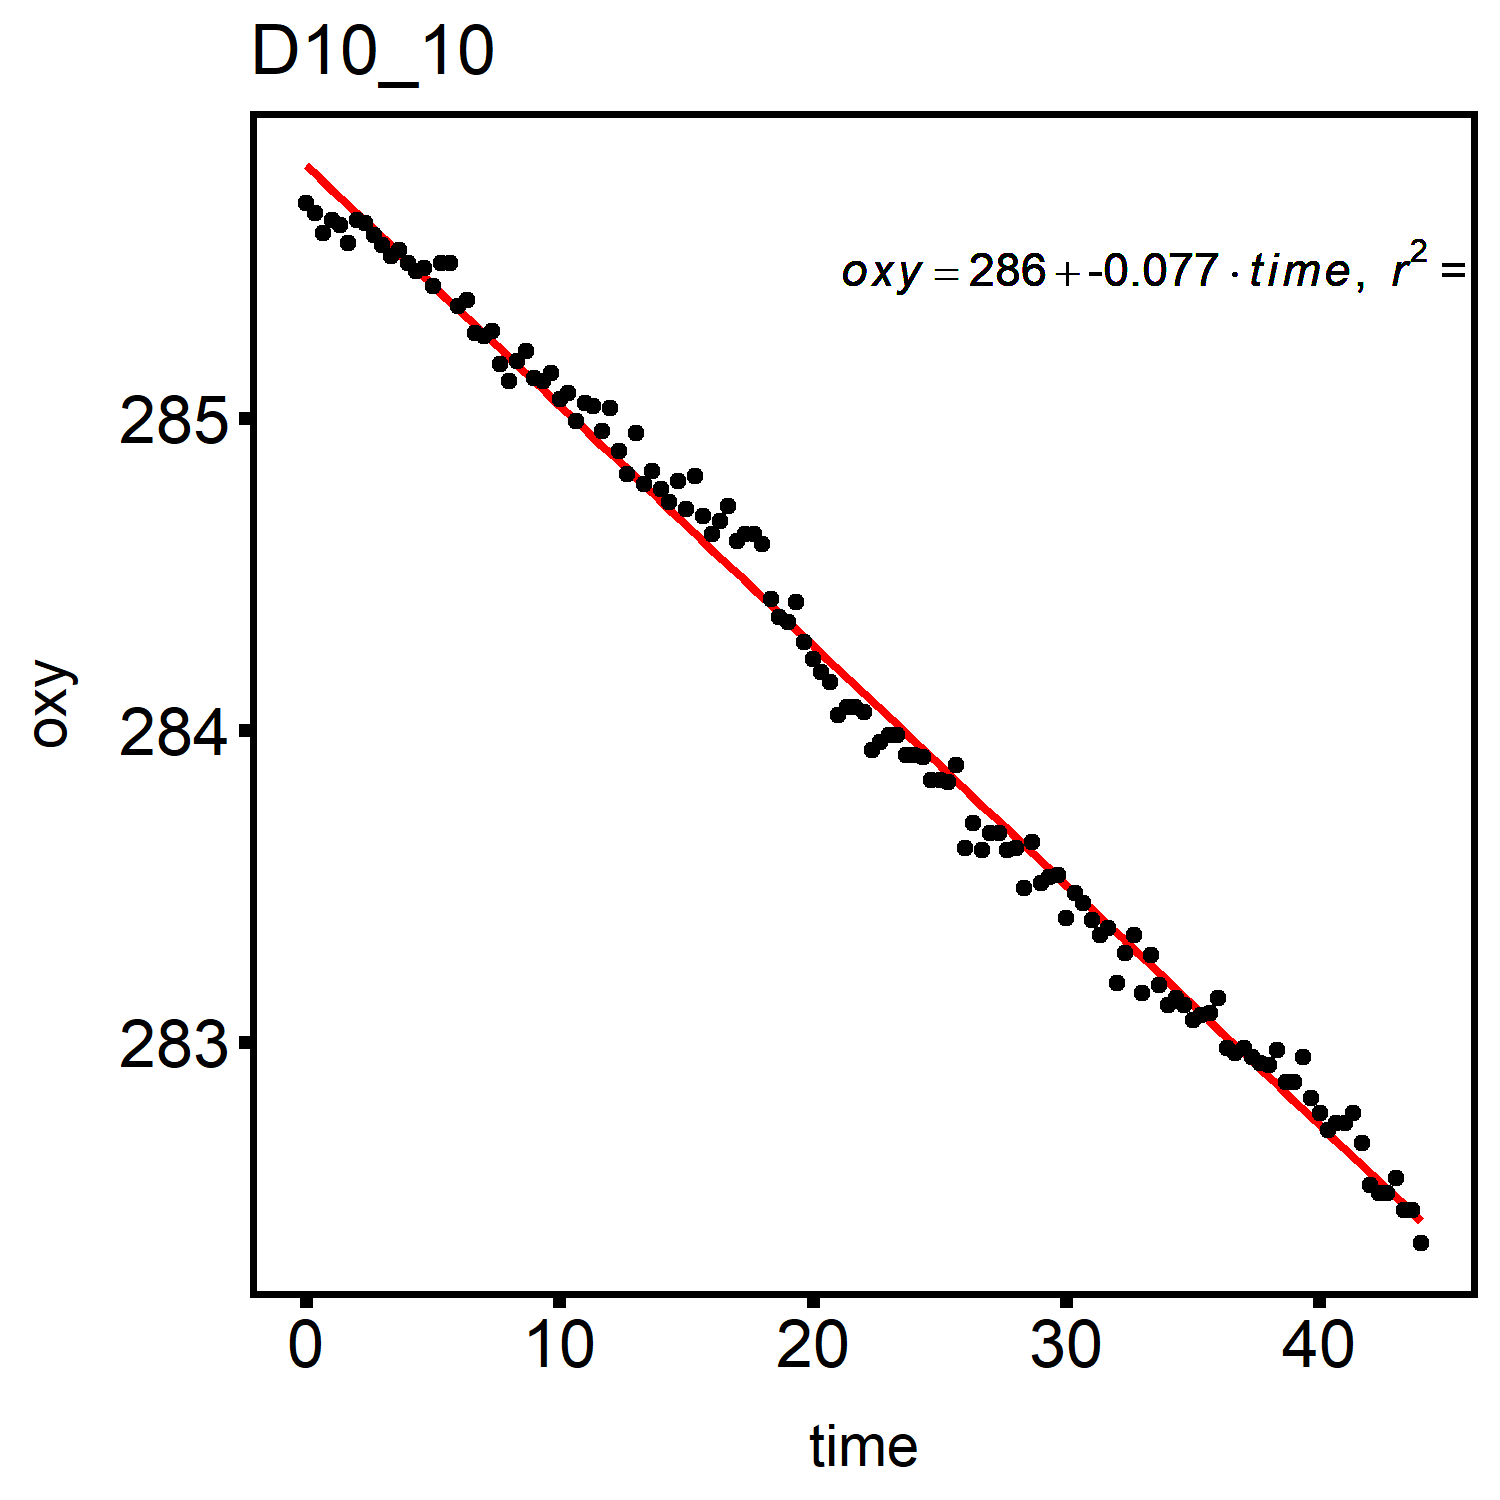 D10_10
oxy = 286 + -0.077 · time, r² =
285
284
283
oxy
0 10 20 30 40
time